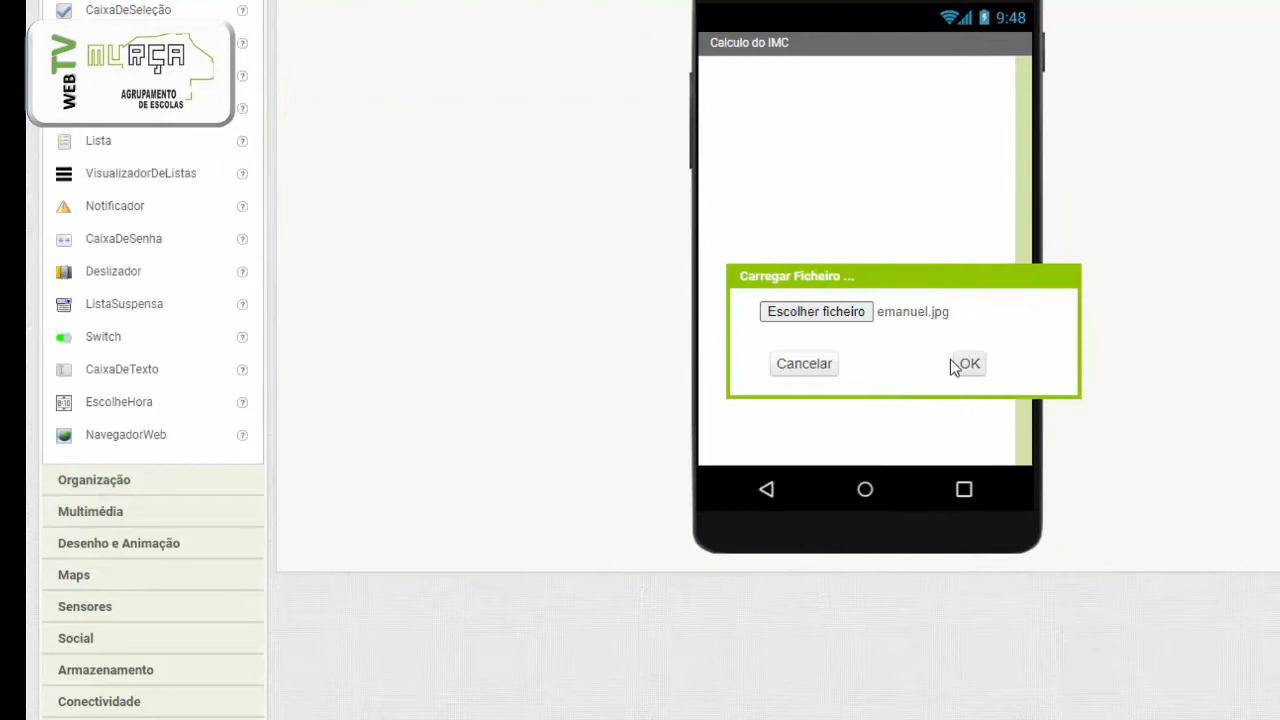 CaixaDeSeleção
WEB TV
MURÇA
AGRUPAMENTO
DE ESCOLAS
Lista
VisualizadorDeListas
Notificador
CaixaDeSenha
Deslizador
ListaSuspensa
Switch
CaixaDeTexto
EscolheHora
NavegadorWeb
Organização
Multimédia
Desenho e Animação
Maps
Sensores
Social
Armazenamento
Conectividade
9:48
Calculo do IMC
Carregar Ficheiro ...
Escolher ficheiro emanuel.jpg
Cancelar OK